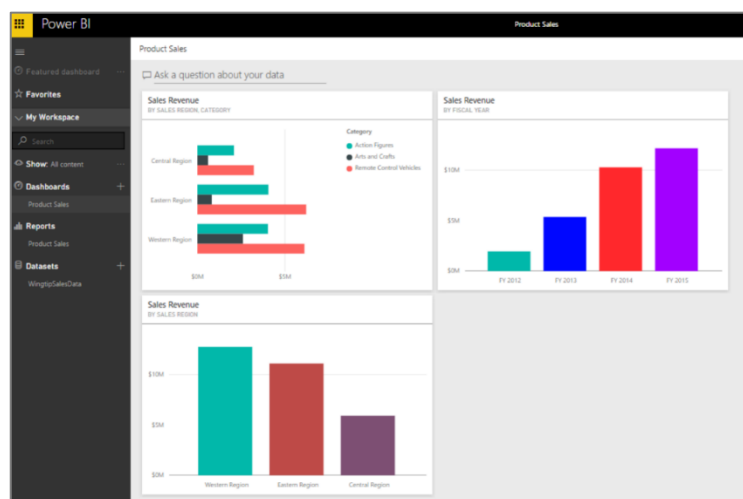 Power BI
Product Sales
Product Sales
Featured dashboard
Ask a question about your data
Favorites
My Workspace
Search
Show: All content
Dashboards
Product Sales
Reports
Product Sales
Datasets
WingtipSalesData
Sales Revenue
BY SALES REGION, CATEGORY
Category
Action Figures
Arts and Crafts
Remote Control Vehicles
Central Region
Eastern Region
Western Region
$0M
$5M
Sales Revenue
BY FISCAL YEAR
$10M
$5M
$0M
FY 2012
FY 2013
FY 2014
FY 2015
Sales Revenue
BY SALES REGION
$10M
$5M
$0M
Western Region
Eastern Region
Central Region